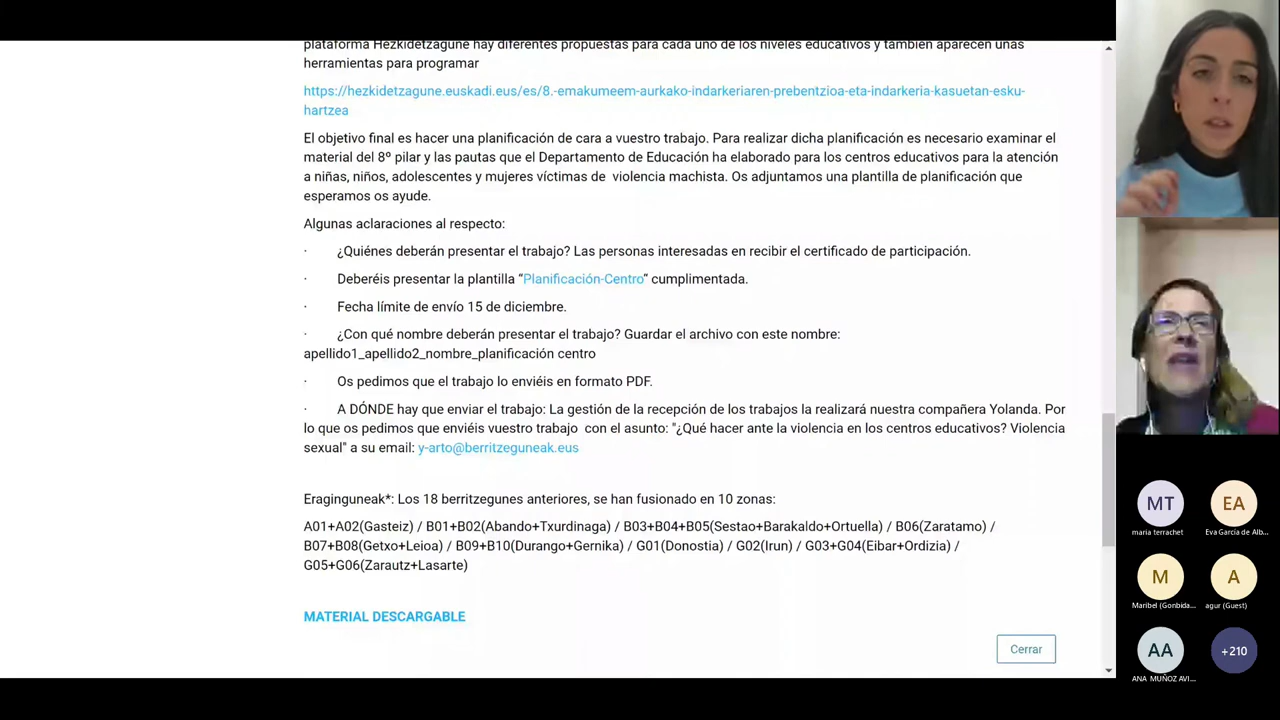 plataforma Hezkidetzagune hay diferentes propuestas para cada uno de los niveles educativos y también aparecen unas
herramientas para programar
https://hezkidetzagune.euskadi.eus/es/8.-emakumeem-aurkako-indarkeriaren-prebentzioa-eta-indarkeria-kasuetan-esku-
hartzea
El objetivo final es hacer una planificación de cara a vuestro trabajo. Para realizar dicha planificación es necesario examinar el
material del 8º pilar y las pautas que el Departamento de Educación ha elaborado para los centros educativos para la atención
a niñas, niños, adolescentes y mujeres víctimas de violencia machista. Os adjuntamos una plantilla de planificación que
esperamos os ayude.
Algunas aclaraciones al respecto:
· ¿Quiénes deberán presentar el trabajo? Las personas interesadas en recibir el certificado de participación.
· Deberéis presentar la plantilla “Planificación-Centro“ cumplimentada.
· Fecha límite de envío 15 de diciembre.
· ¿Con qué nombre deberán presentar el trabajo? Guardar el archivo con este nombre:
apellido1_apellido2_nombre_planificación centro
· Os pedimos que el trabajo lo enviéis en formato PDF.
· A DÓNDE hay que enviar el trabajo: La gestión de la recepción de los trabajos la realizará nuestra compañera Yolanda. Por
lo que os pedimos que enviéis vuestro trabajo con el asunto: "¿Qué hacer ante la violencia en los centros educativos? Violencia
sexual" a su email: y-arto@berritzeguneak.eus
Eraginguneak*: Los 18 berritzegunes anteriores, se han fusionado en 10 zonas:
A01+A02(Gasteiz) / B01+B02(Abando+Txurdinaga) / B03+B04+B05(Sestao+Barakaldo+Ortuella) / B06(Zaratamo) /
B07+B08(Getxo+Leioa) / B09+B10(Durango+Gernika) / G01(Donostia) / G02(Irun) / G03+G04(Eibar+Ordizia) /
G05+G06(Zarautz+Lasarte)
MATERIAL DESCARGABLE
Cerrar
MT EA
maria terrachet Eva García de Alb...
M A
Maribel (Gonbida... agur (Guest)
AA +210
ANA MUÑOZ AVI...